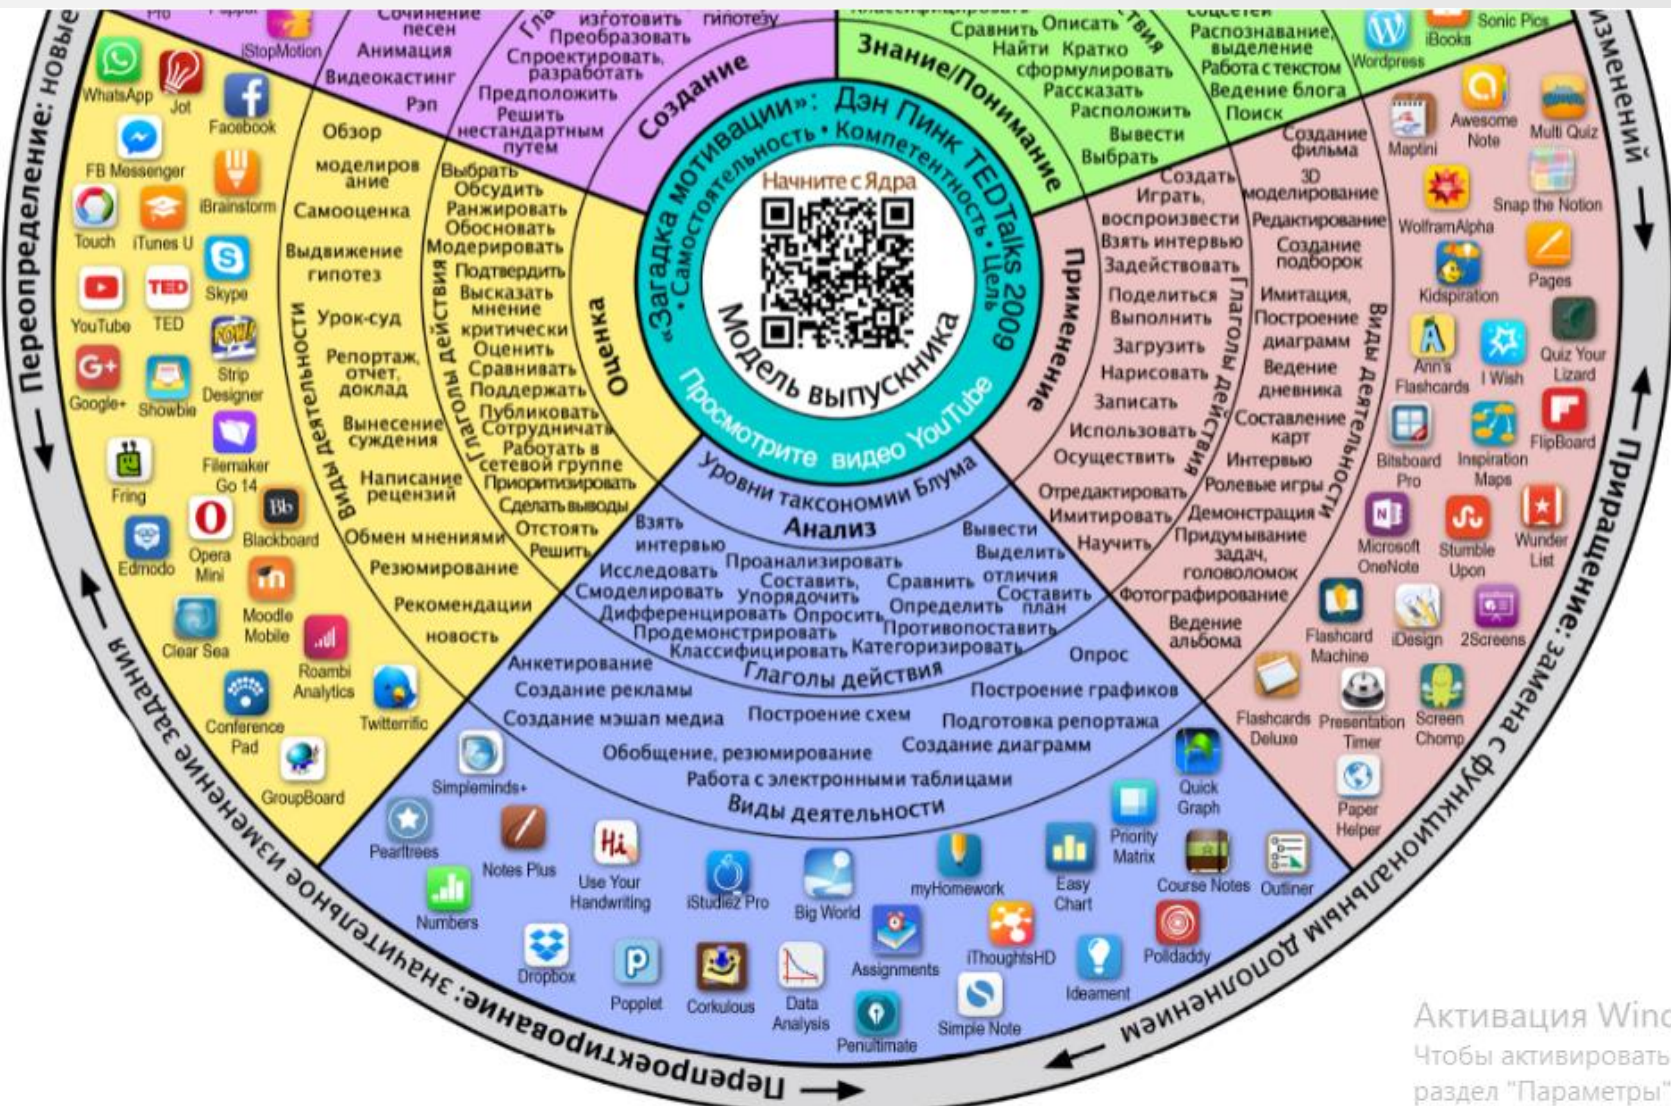 Сочинение
песен
Анимация
Видеокастинг
Рэп
изготовить гипотезу
Преобразовать
Спроектировать,
разработать
Предположить
Решить
нестандартным
путем
Создание
iStopMotion
Знание/Понимание
Сравнить Описать
Найти Кратко
сформулировать
Рассказать
Расположить
Вывести
Выбрать
Распознавание,
выделение
Работа с текстом
Ведение блога
Поиск
Wordpress
iBooks
Sonic Pics
«Загадка мотивации»: Дэн Пинк TEDTalks 2009
• Самостоятельность • Компетентность • Цель
Начните с Ядра
Модель выпускника
Просмотрите видео YouTube
Уровни таксономии Блума
Переопределение: новые
WhatsApp
Jot
Facebook
FB Messenger
iBrainstorm
Touch
iTunes U
Skype
YouTube
TED
Strip
Designer
Google+
Showbie
Filemaker
Go 14
Fring
Blackboard
Edmodo
Opera
Mini
Moodle
Mobile
Clear Sea
Roambi
Analytics
Conference
Pad
Twitterrific
GroupBoard
Обзор
моделиров
ание
Самооценка
Выдвижение
гипотез
Урок-суд
Репортаж,
отчет,
доклад
Вынесение
суждения
Написание
рецензий
Обмен мнениями
Резюмирование
Рекомендации
новость
Виды деятельности
Выбрать
Обсудить
Ранжировать
Обосновать
Модерировать
Подтвердить
Высказать
мнение
критически
Оценить
Сравнивать
Поддержать
Публиковать
Сотрудничать
Работать в
сетевой группе
Приоритизировать
Сделать выводы
Отстоять
Решить
Глаголы действия
Оценка
Применение
Создать
Играть,
воспроизвести
Взять интервью
Задействовать
Поделиться
Выполнить
Загрузить
Нарисовать
Записать
Использовать
Осуществить
Отредактировать
Имитировать
Научить
Глаголы действия
Создание
фильма
3D
моделирование
Редактирование
Создание
подборок
Имитация,
Построение
диаграмм
Ведение
дневника
Составление
карт
Интервью
Ролевые игры
Демонстрация
Придумывание
задач,
головоломок
Фотографирование
Ведение
альбома
Виды деятельности
Maptini
Awesome
Note
Multi Quiz
WolframAlpha
Snap the Notion
Kidspiration
Pages
Ann's
Flashcards
I Wish
Quiz Your
Lizard
Bitsboard
Pro
Inspiration
Maps
FlipBoard
Microsoft
OneNote
Stumble
Upon
Wunder
List
Flashcard
Machine
iDesign
2Screens
Flashcards
Deluxe
Presentation
Timer
Screen
Chomp
Paper
Helper
изменений
Приращение: замена с функциональным дополнением
Анализ
Взять
интервью
Исследовать
Смоделировать
Дифференцировать
Продемонстрировать
Классифицировать
Проанализировать
Составить,
Упорядочить
Опросить
Сравнить
Определить
Противопоставить
Категоризировать
Вывести
Выделить
отличия
Составить
план
Глаголы действия
Анкетирование
Опрос
Создание рекламы
Построение графиков
Создание мэшап медиа
Построение схем
Подготовка репортажа
Обобщение, резюмирование
Создание диаграмм
Работа с электронными таблицами
Виды деятельности
Simpleminds+
Quick
Graph
Pearltrees
Notes Plus
Use Your
Handwriting
iStudiez Pro
Big World
myHomework
Easy
Chart
Priority
Matrix
Course Notes
Outliner
Numbers
Dropbox
Popplet
Corkulous
Data
Analysis
Assignments
iThoughtsHD
Polldaddy
Ideament
Penultimate
Simple Note
Перепроектирование: значительное изменение задания
Активация Wind
Чтобы активировать
раздел "Параметры"